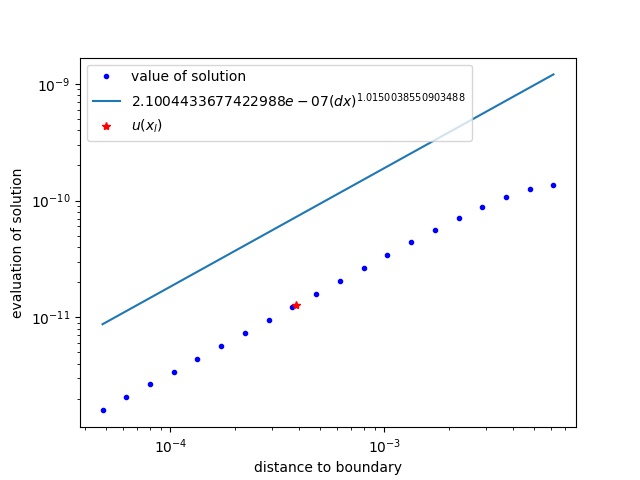 value of solution
2.1004433677422988e − 07(dx)^1.0150038550903488
u(x_l)
10^−9
10^−10
10^−11
evaluation of solution
10^−4
10^−3
distance to boundary